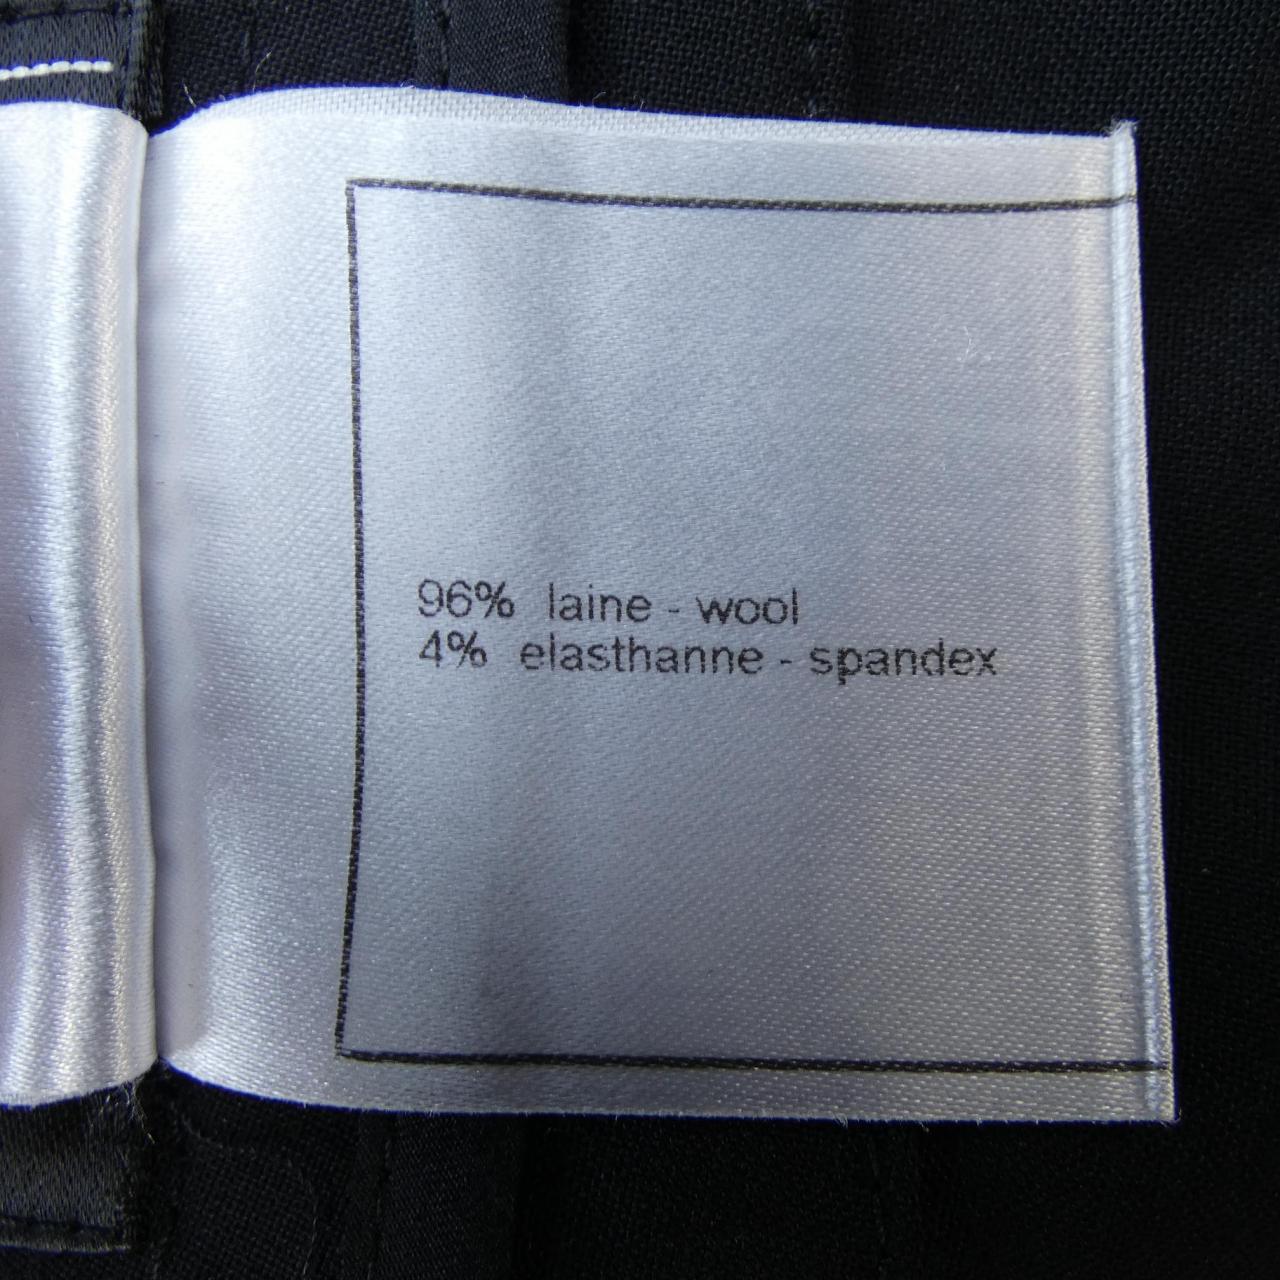 96% laine - wool
4% elasthanne - spandex